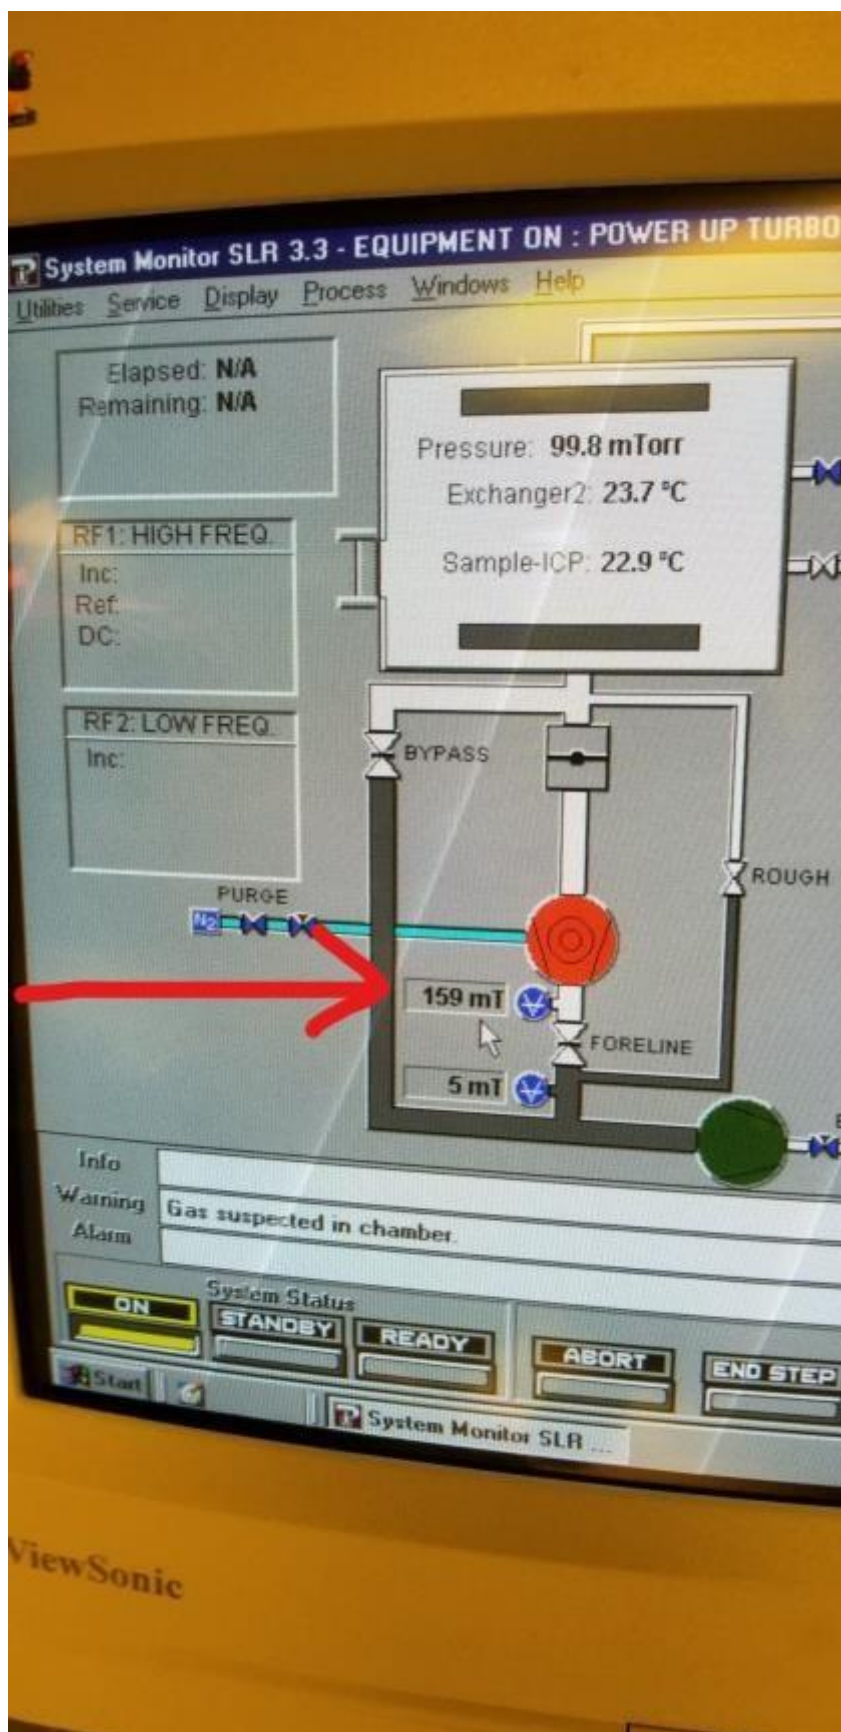 System Monitor SLR 3.3 - EQUIPMENT ON : POWER UP TURBO
Utilities Service Display Process Windows Help
Elapsed: N/A
Remaining: N/A
Pressure: 99.8 mTorr
Exchanger2: 23.7 ºC
Sample-ICP: 22.9 ºC
RF1: HIGH FREQ.
Inc:
Ref:
DC:
RF2: LOW FREQ.
Inc:
BYPASS
ROUGH
PURGE
N2
159 mT
FORELINE
5 mT
Info
Warning Gas suspected in chamber.
Alarm
System Status
ON STANDBY READY ABORT END STEP
Start System Monitor SLR ...
ViewSonic